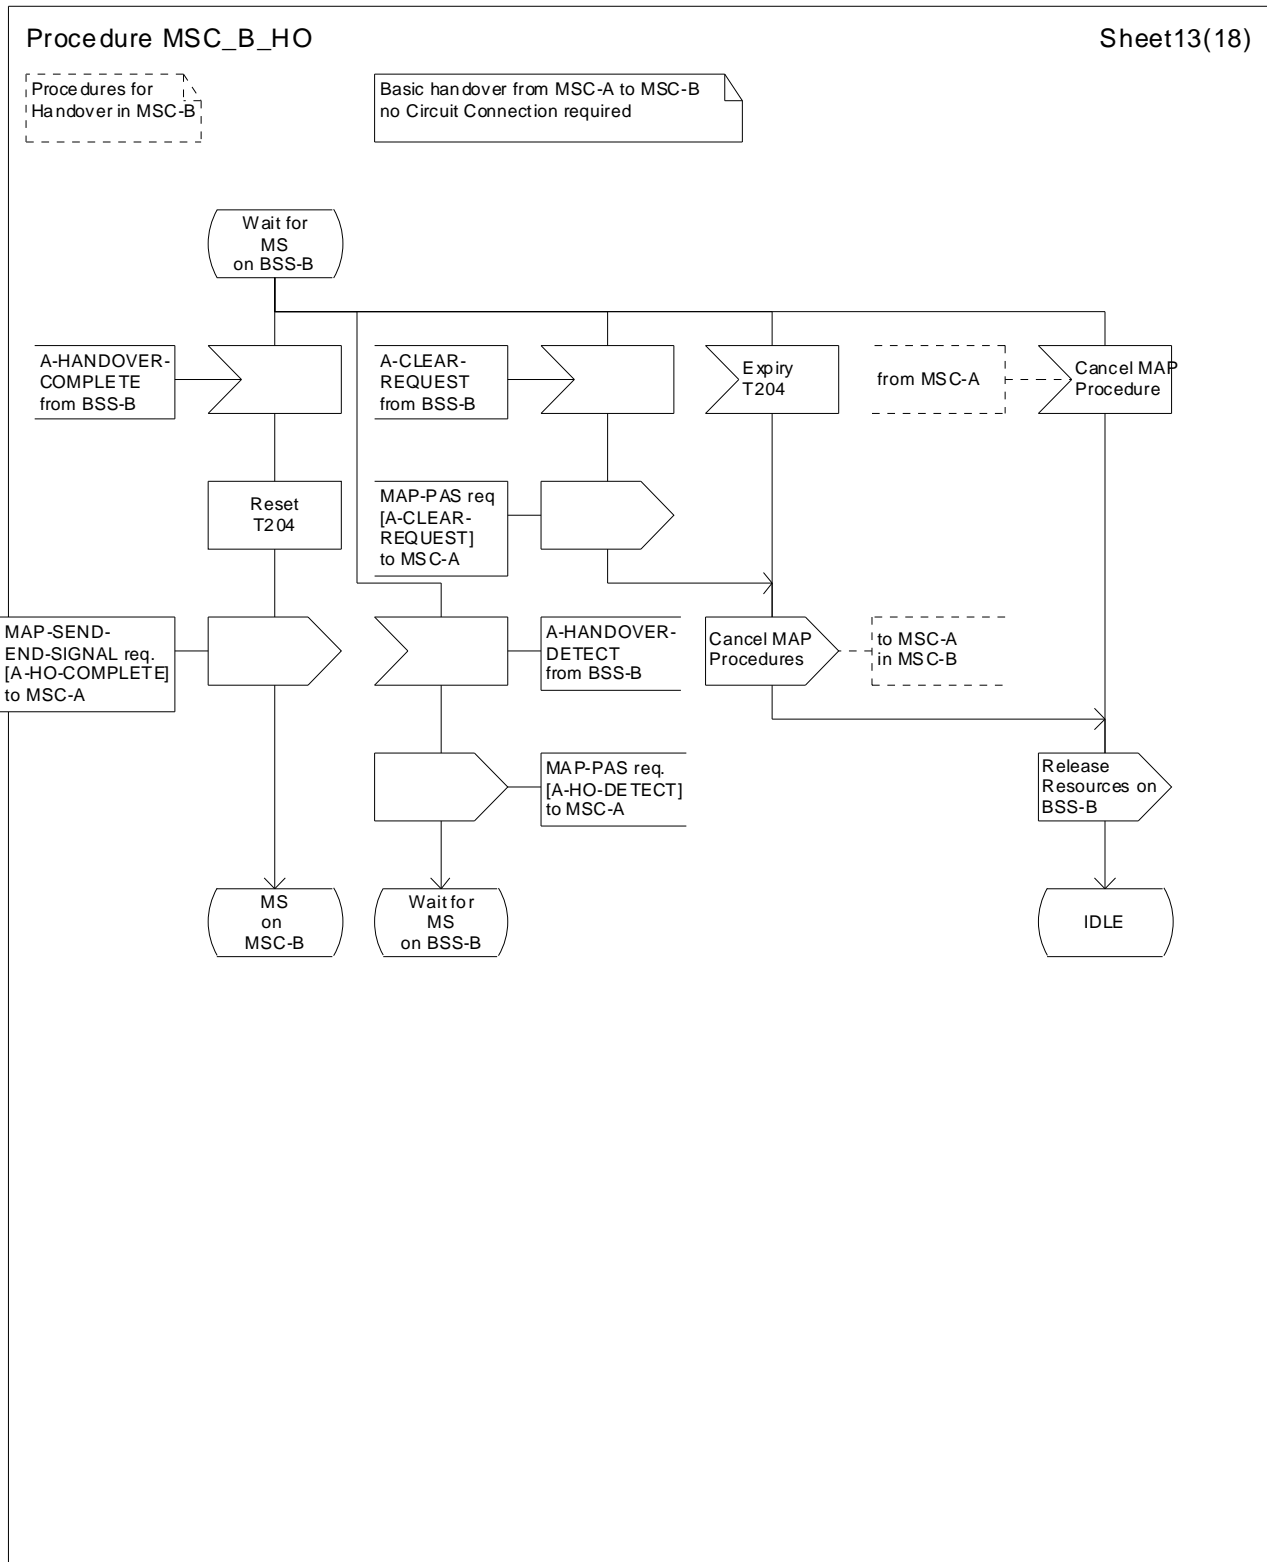 Procedure MSC_B_HO
Sheet13(18)
Procedures for
Handover in MSC-B
Basic handover from MSC-A to MSC-B
no Circuit Connection required
Wait for
MS
on BSS-B
A-HANDOVER-
COMPLETE
from BSS-B
A-CLEAR-
REQUEST
from BSS-B
Expiry
T204
from MSC-A
Cancel MAP
Procedure
Reset
T204
MAP-PAS req
[A-CLEAR-
REQUEST]
to MSC-A
MAP-SEND-
END-SIGNAL req.
[A-HO-COMPLETE]
to MSC-A
A-HANDOVER-
DETECT
from BSS-B
Cancel MAP
Procedures
to MSC-A
in MSC-B
MAP-PAS req.
[A-HO-DETECT]
to MSC-A
Release
Resources on
BSS-B
MS
on
MSC-B
Wait for
MS
on BSS-B
IDLE